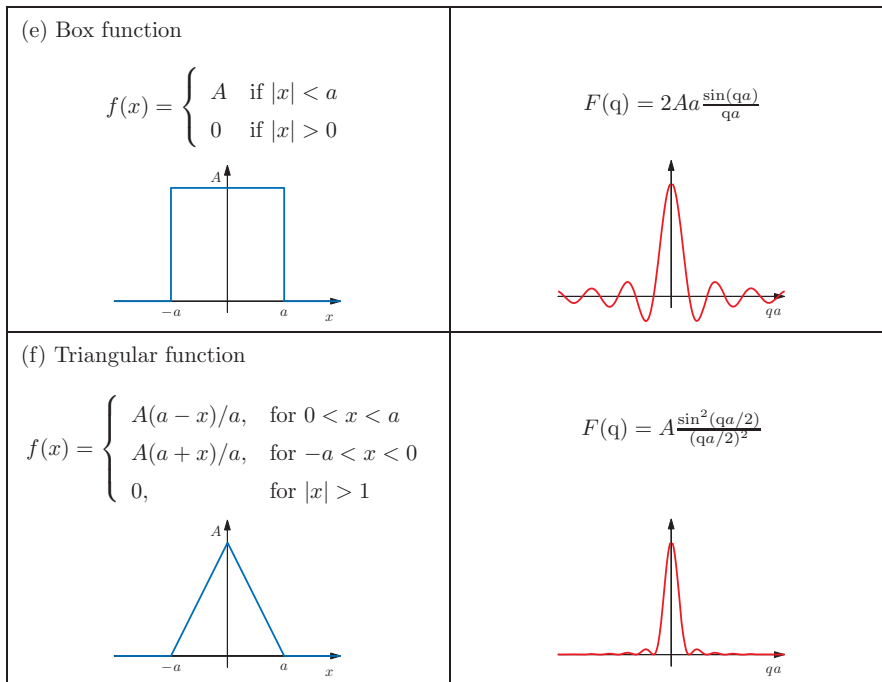 (e) Box function
f(x) = { A if |x| < a
0 if |x| > 0
F(q) = 2Aa sin(qa)/qa
A
−a a x
qa
(f) Triangular function
f(x) = { A(a − x)/a, for 0 < x < a
A(a + x)/a, for −a < x < 0
0, for |x| > 1
F(q) = A sin²(qa/2)/(qa/2)²
A
−a a x
qa